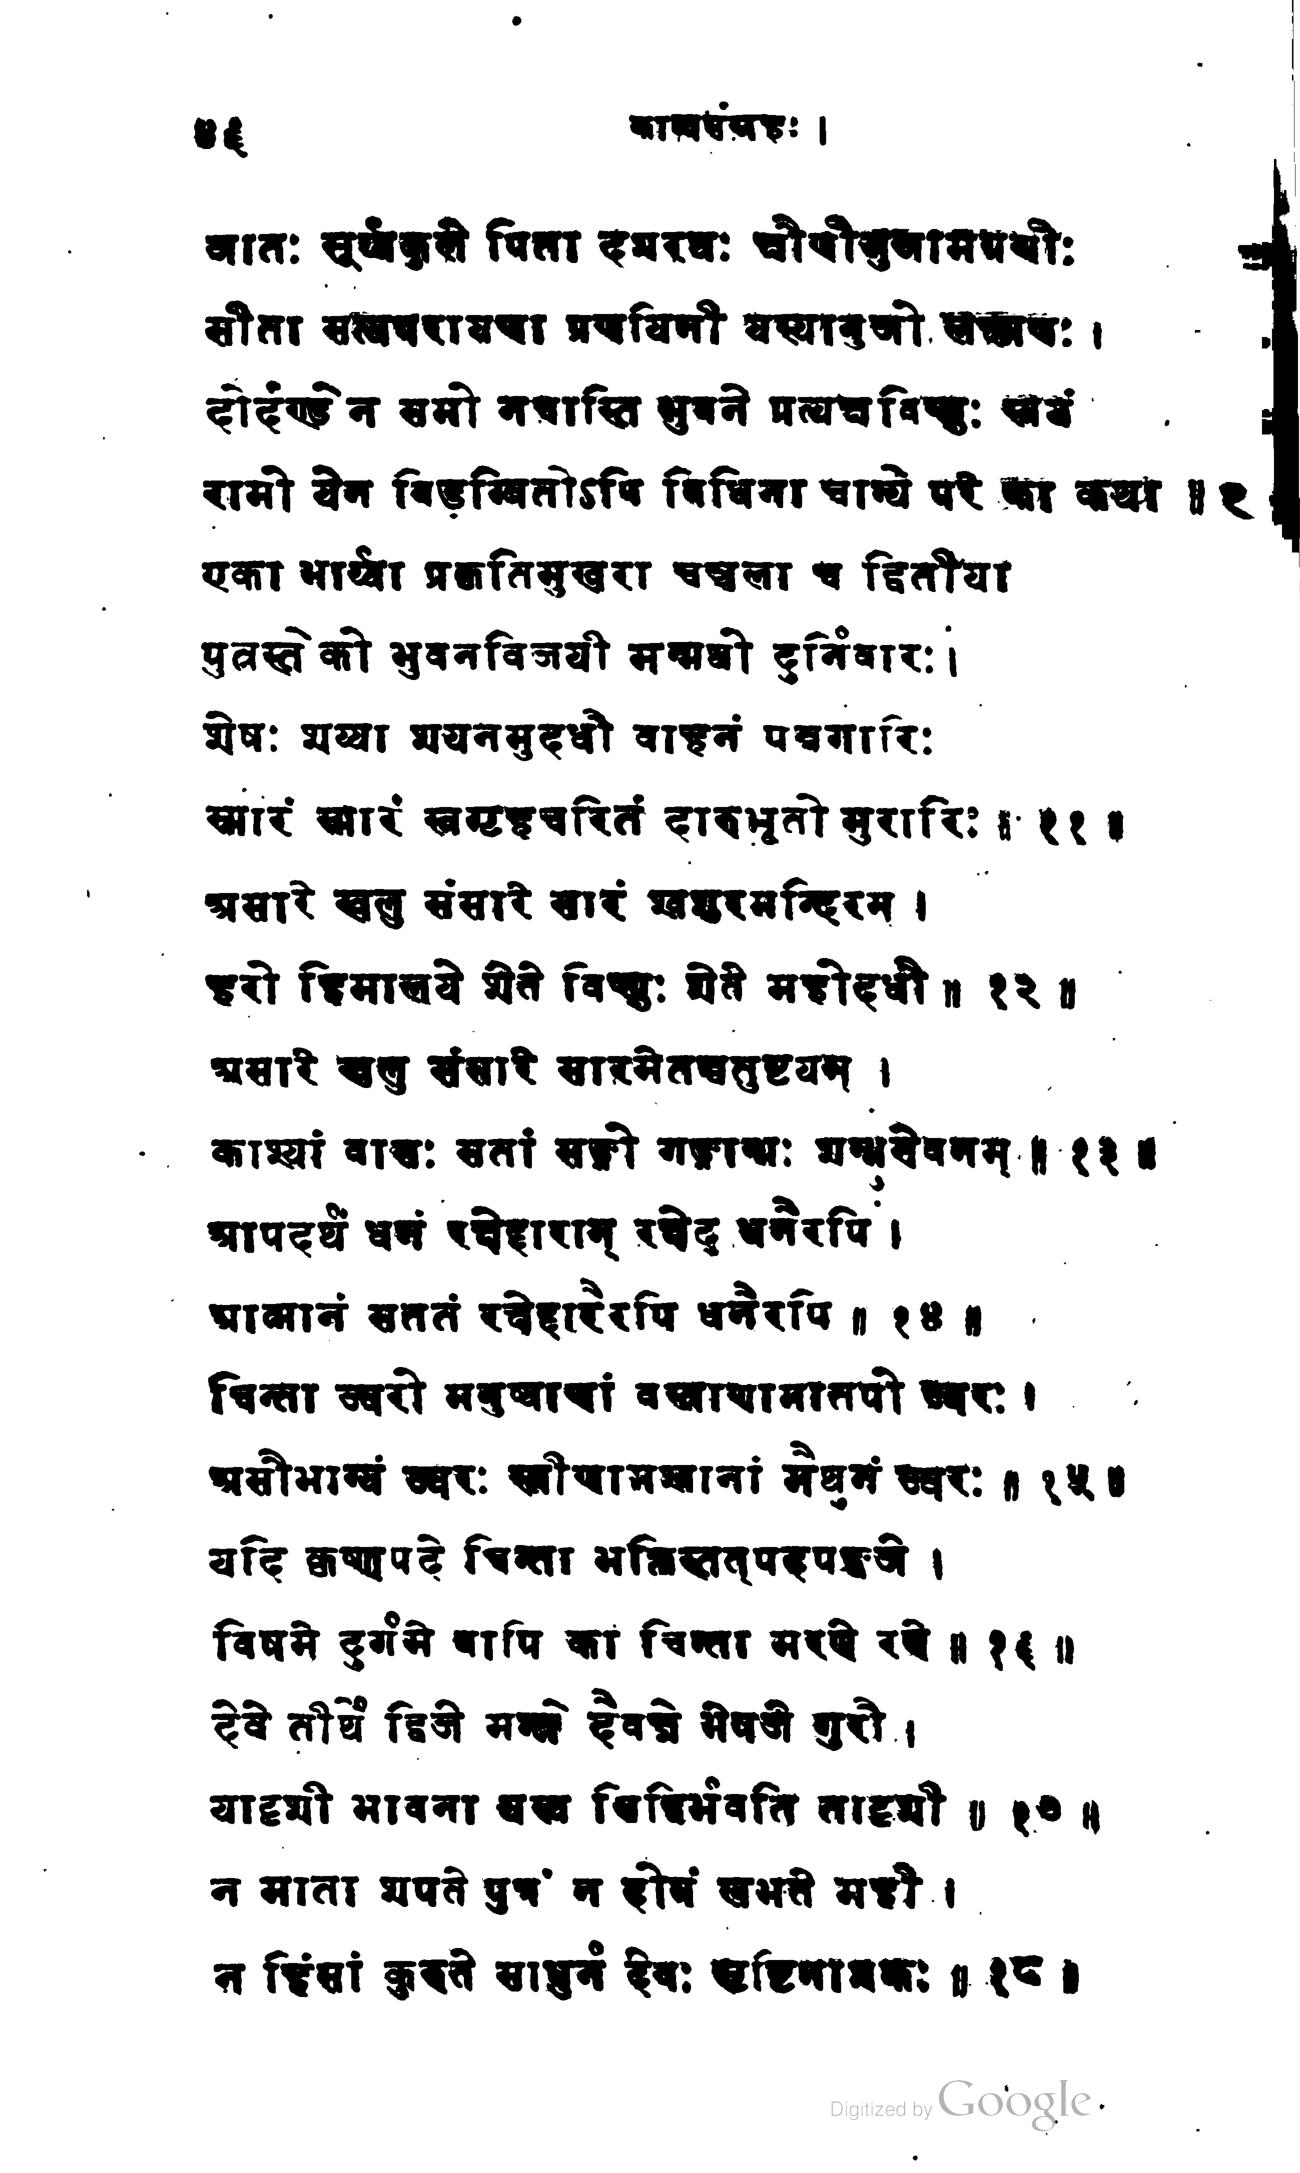 ४६ काव्यसंग्रहः ।
जातः सूर्य्यकुले पिता दशरथः चौणीभुजामग्रणीः
सीता सत्यपरायणा प्रणयिनी यस्यानुजो लक्ष्मणः ।
दोर्दण्डेन समो नचास्ति भुवने प्रत्यक्षविष्णुः स्वयं
रामो येन विडम्बितोऽपि विधिना चान्ये परे का कथा ॥
एका भार्य्या प्रकृतिमुखरा चञ्चला च द्वितीया
पुत्रस्त्वेको भुवनविजयी मन्मथो दुर्निवारः ।
शेषः शय्या शयनमुदधौ वाहनं पन्नगारिः
स्मारं स्मारं स्वगृहचरितं दारुभूतो मुरारिः ॥ ११ ॥
असारे खलु संसारे सारं श्वशुरमन्दिरम् ।
हरो हिमालये शेते विष्णुः शेते महोदधौ ॥ १२ ॥
असारे खलु संसारे सारमेतच्चतुष्टयम् ।
काश्यां वासः सतां सङ्गो गङ्गाम्भः शम्भुसेवनम् ॥ १३ ॥
आपदर्थं धनं रक्षेद्दारान् रक्षेद् धनैरपि ।
आत्मानं सततं रक्षेद्दारैरपि धनैरपि ॥ १४ ॥
चिन्ता ज्वरो मनुष्याणां वस्त्राणामातपो ज्वरः ।
असौभाग्यं ज्वरः स्त्रीणामश्वानां मैथुनं ज्वरः ॥ १५ ॥
यदि कृष्णपदे चिन्ता भक्तिस्तत्पदपङ्कजे ।
विषमे दुर्गमे वापि का चिन्ता मरणे रणे ॥ १६ ॥
देवे तीर्थे द्विजे मन्त्रे दैवज्ञे भेषजे गुरौ ।
यादृशी भावना यस्य सिद्धिर्भवति तादृशी ॥ १७ ॥
न माता शपते पुत्रं न दोषं लभते मही ।
न हिंसां कुरुते साधुर्न देवः सृष्टिनाशकः ॥ १८ ॥
Digitized by Google